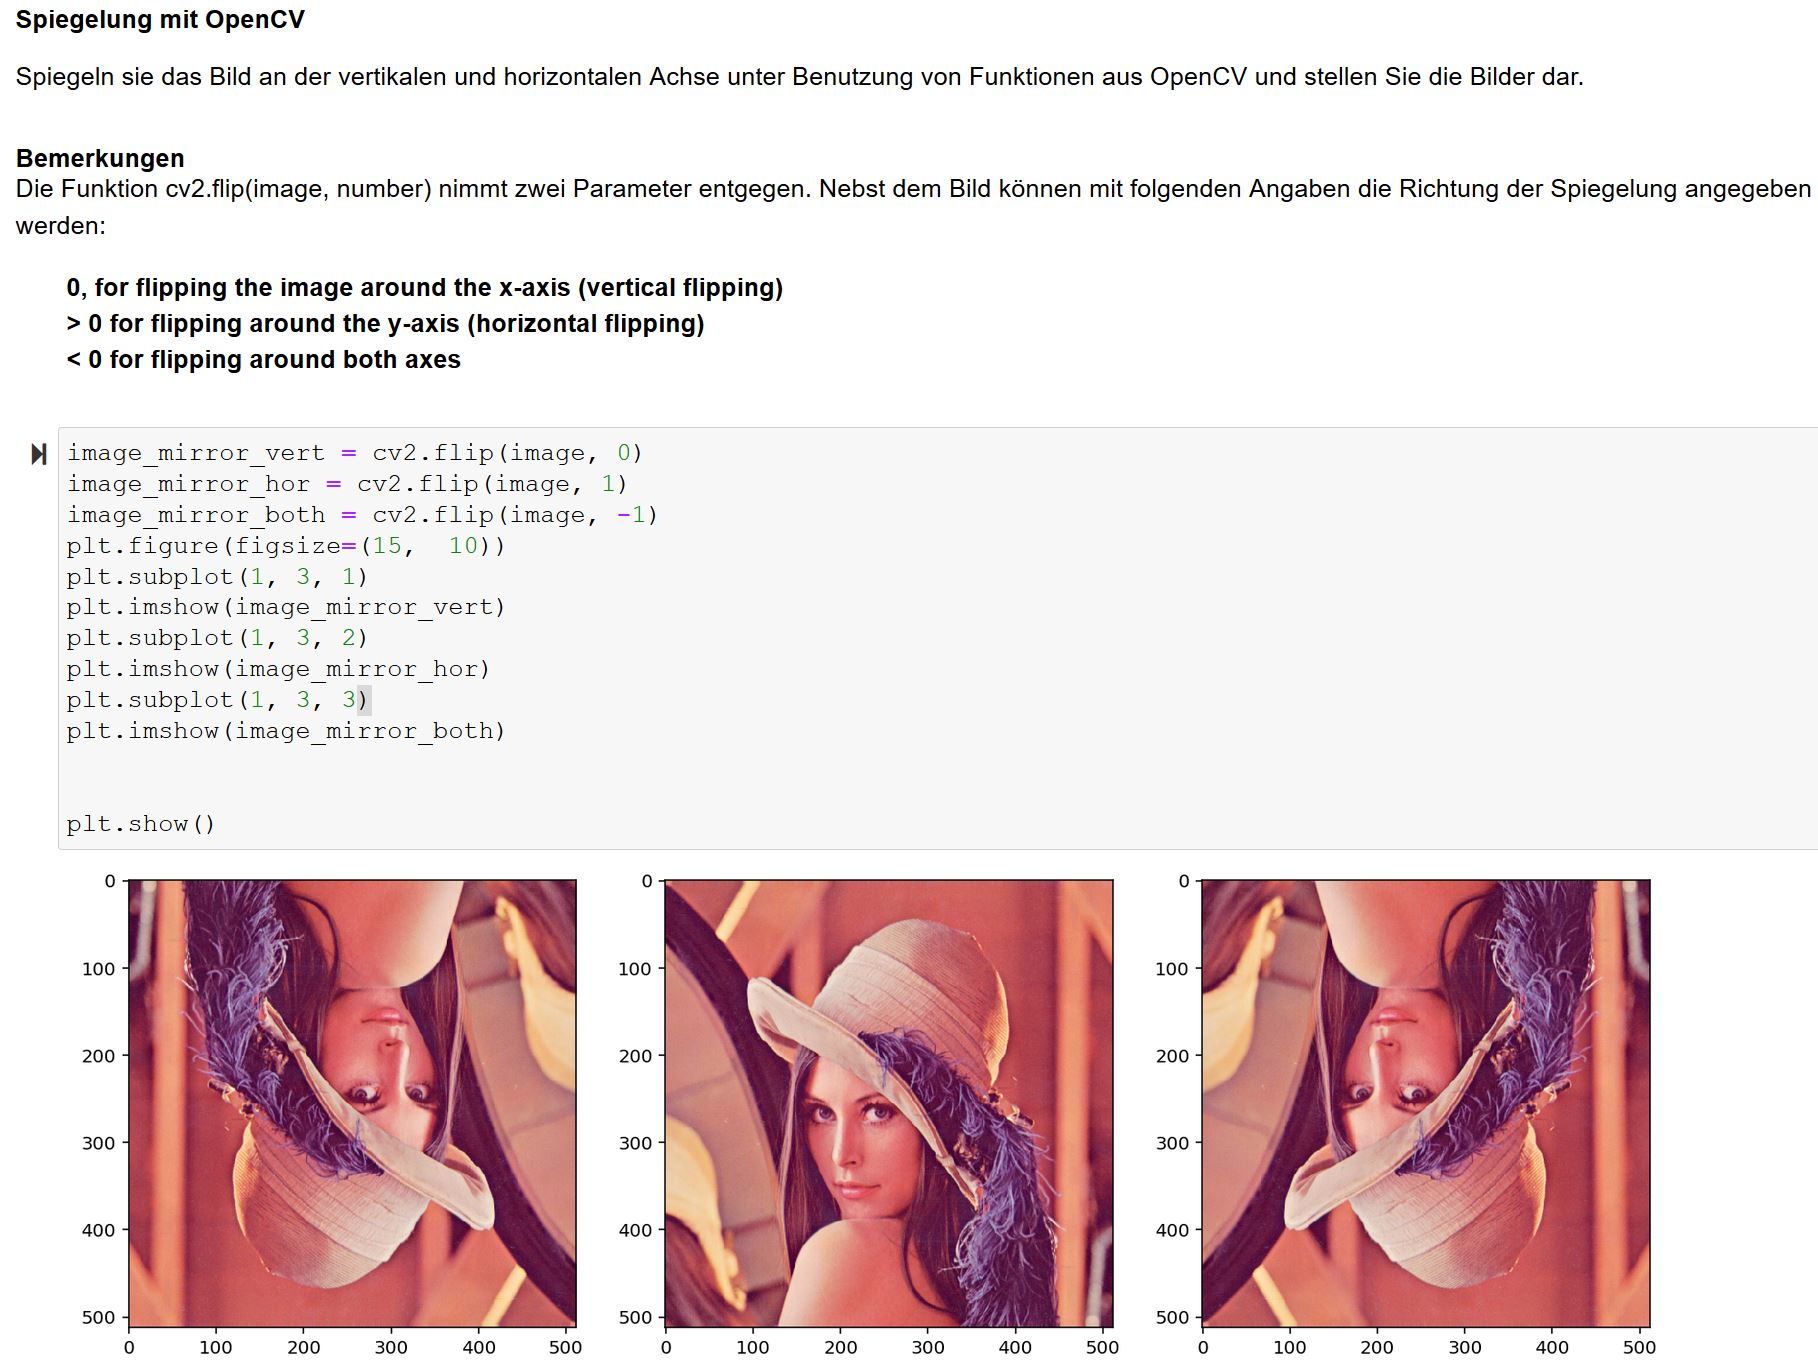 Spiegelung mit OpenCV
Spiegeln sie das Bild an der vertikalen und horizontalen Achse unter Benutzung von Funktionen aus OpenCV und stellen Sie die Bilder dar.
Bemerkungen
Die Funktion cv2.flip(image, number) nimmt zwei Parameter entgegen. Nebst dem Bild können mit folgenden Angaben die Richtung der Spiegelung angegeben
werden:
0, for flipping the image around the x-axis (vertical flipping)
> 0 for flipping around the y-axis (horizontal flipping)
< 0 for flipping around both axes
image_mirror_vert = cv2.flip(image, 0)
image_mirror_hor = cv2.flip(image, 1)
image_mirror_both = cv2.flip(image, -1)
plt.figure(figsize=(15,  10))
plt.subplot(1, 3, 1)
plt.imshow(image_mirror_vert)
plt.subplot(1, 3, 2)
plt.imshow(image_mirror_hor)
plt.subplot(1, 3, 3)
plt.imshow(image_mirror_both)
plt.show()
0
100
200
300
400
500
0 100 200 300 400 500
0
100
200
300
400
500
0 100 200 300 400 500
0
100
200
300
400
500
0 100 200 300 400 500